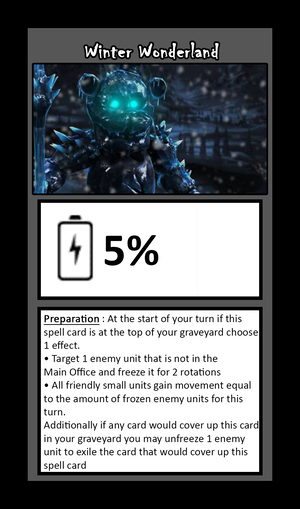 Winter Wonderland
5%
Preparation : At the start of your turn if this
spell card is at the top of your graveyard choose
1 effect.
• Target 1 enemy unit that is not in the
Main Office and freeze it for 2 rotations
• All friendly small units gain movement equal
to the amount of frozen enemy units for this
turn.
Additionally if any card would cover up this card
in your graveyard you may unfreeze 1 enemy
unit to exile the card that would cover up this
spell card